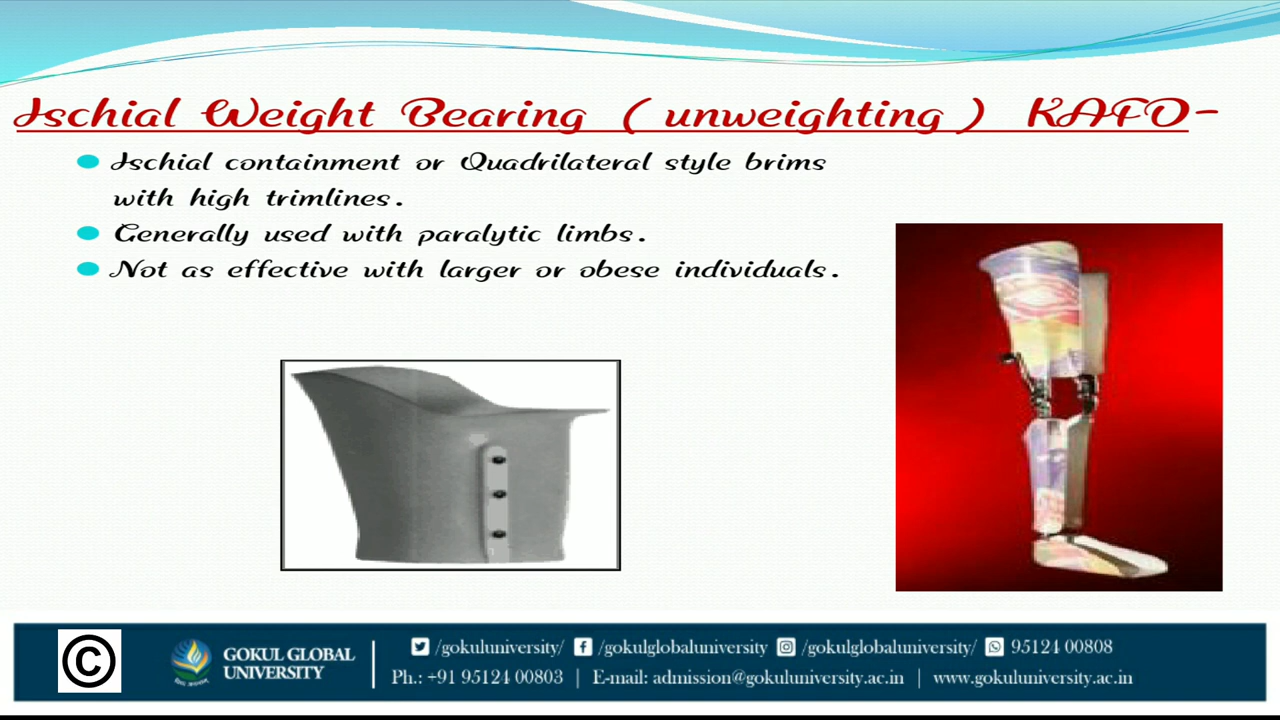 Ischial Weight Bearing ( unweighting ) KAFO-
Ischial containment or Quadrilateral style brims
with high trimlines.
Generally used with paralytic limbs.
Not as effective with larger or obese individuals.
©
GOKUL GLOBAL
UNIVERSITY
/gokuluniversity/ /gokulglobaluniversity /gokulglobaluniversity/ 95124 00808
Ph.: +91 95124 00803 | E-mail: admission@gokuluniversity.ac.in | www.gokuluniversity.ac.in